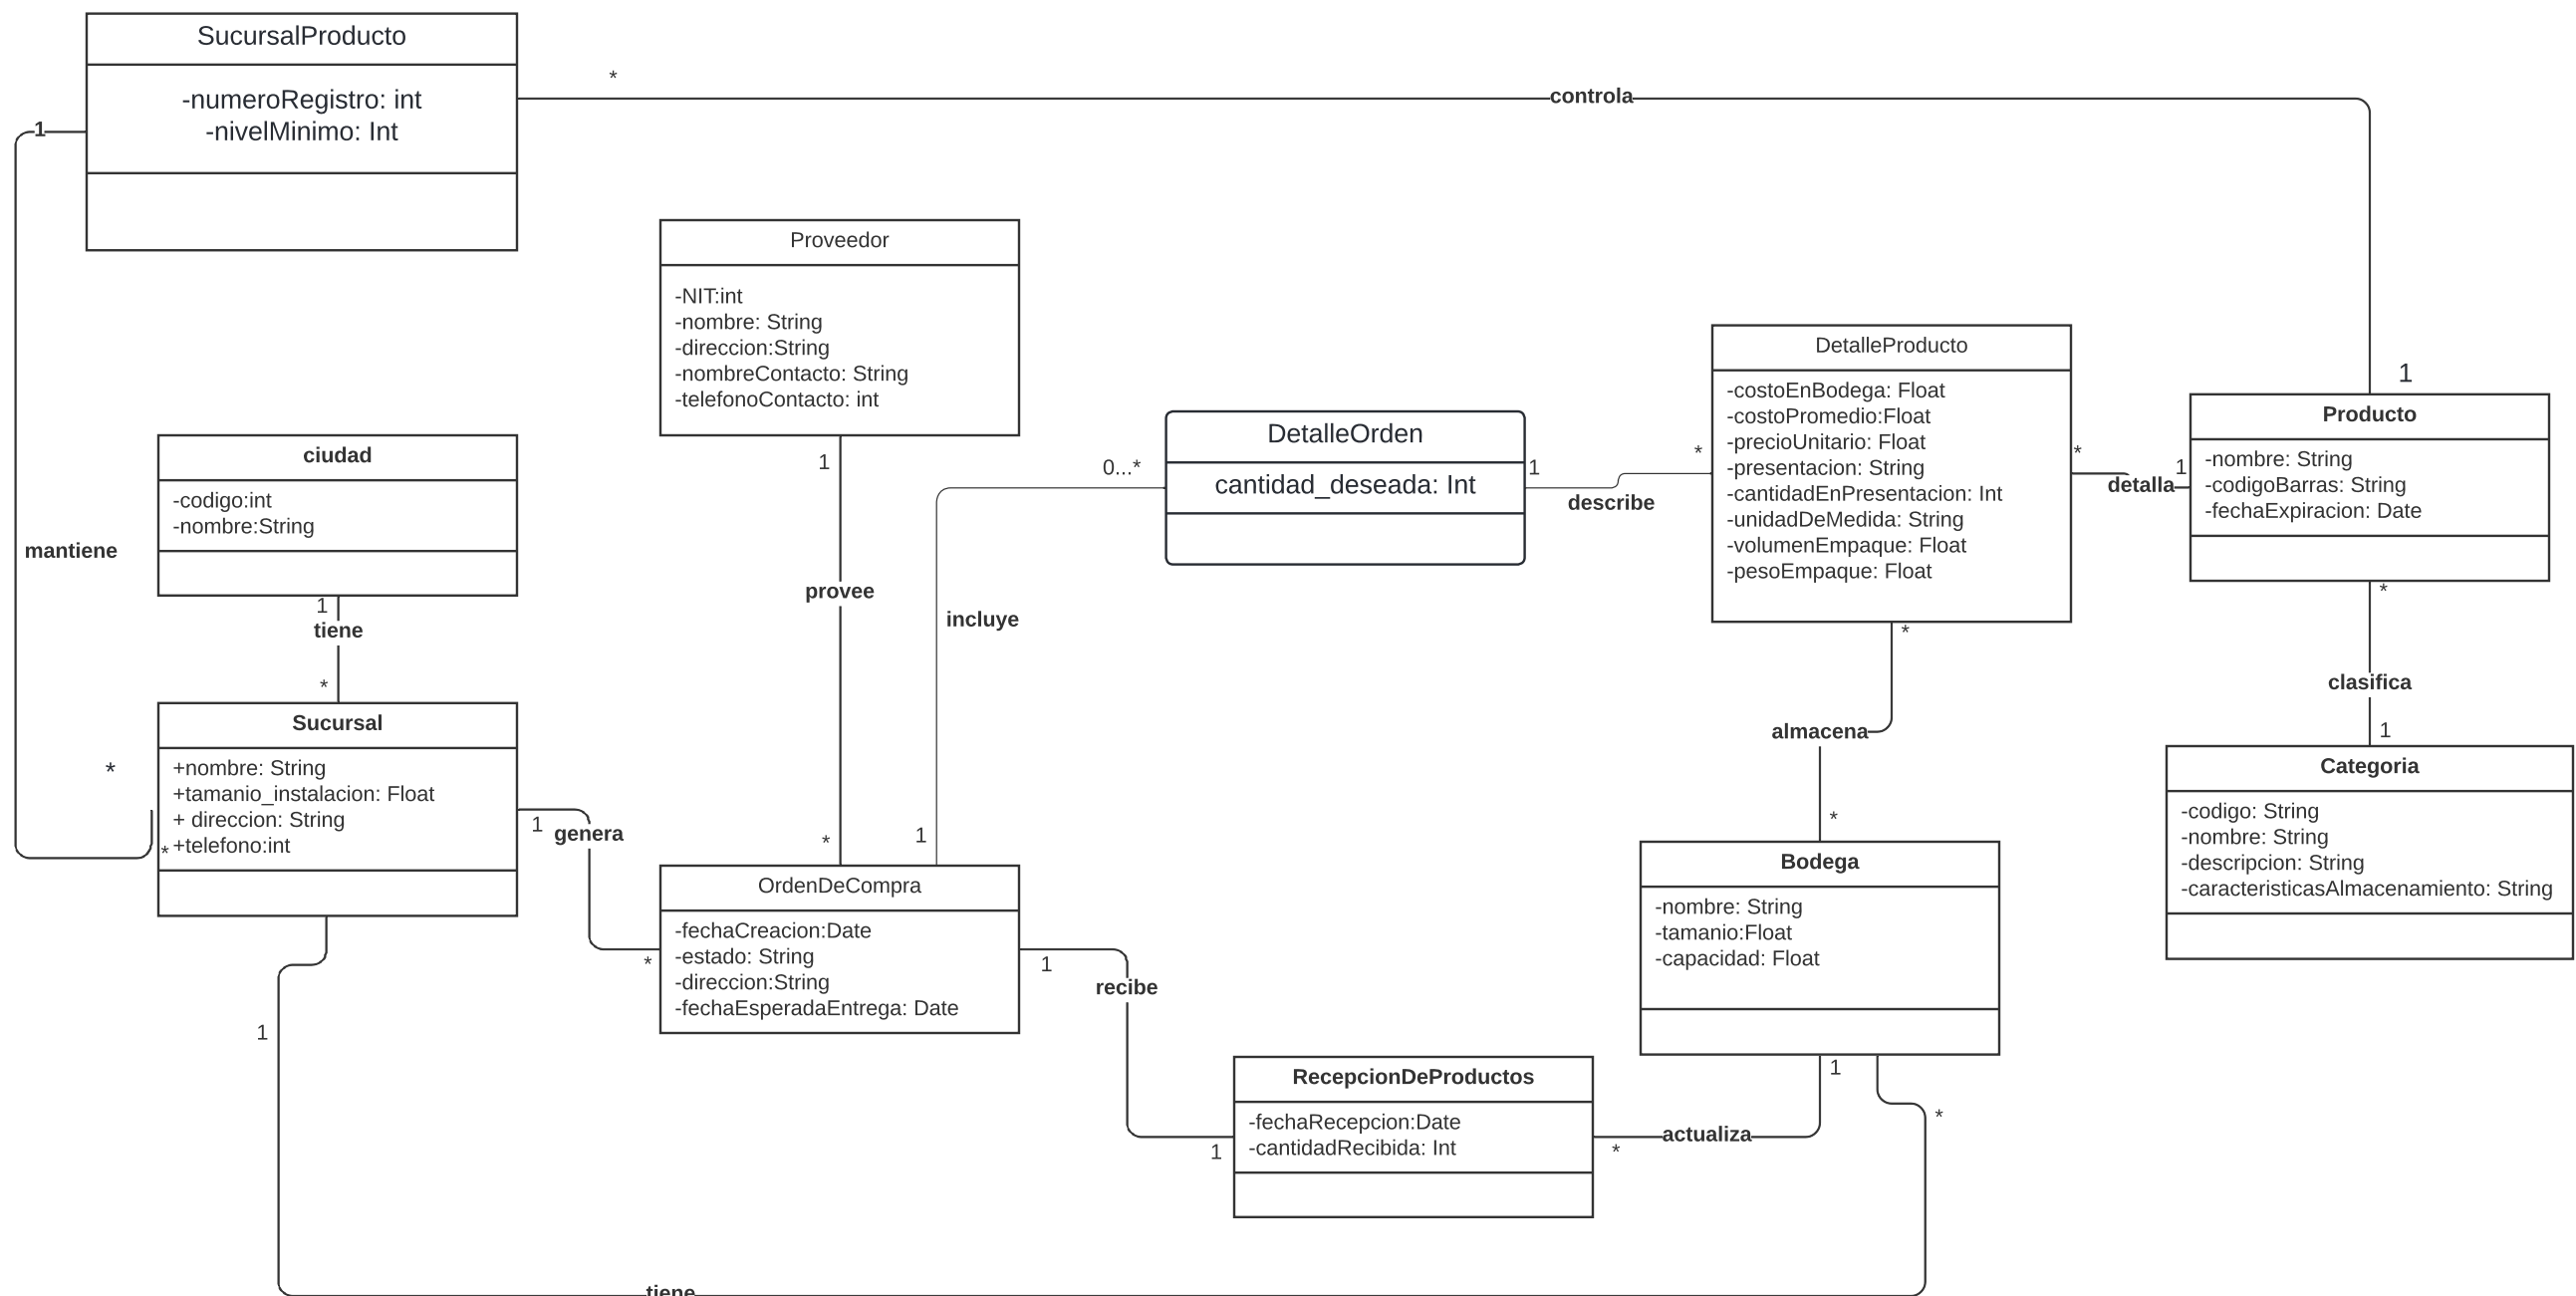 SucursalProducto
-numeroRegistro: int
-nivelMinimo: Int
*
controla
1
1
mantiene
*
*
Proveedor
-NIT:int
-nombre: String
-direccion:String
-nombreContacto: String
-telefonoContacto: int
1
provee
*
ciudad
-codigo:int
-nombre:String
1
tiene
*
Sucursal
+nombre: String
+tamanio_instalacion: Float
+ direccion: String
+telefono:int
1
genera
*
1
tiene
*
DetalleOrden
cantidad_deseada: Int
0...*
incluye
1
1
describe
*
DetalleProducto
-costoEnBodega: Float
-costoPromedio:Float
-precioUnitario: Float
-presentacion: String
-cantidadEnPresentacion: Int
-unidadDeMedida: String
-volumenEmpaque: Float
-pesoEmpaque: Float
*
detalla
1
Producto
-nombre: String
-codigoBarras: String
-fechaExpiracion: Date
*
clasifica
1
Categoria
-codigo: String
-nombre: String
-descripcion: String
-caracteristicasAlmacenamiento: String
*
almacena
*
Bodega
-nombre: String
-tamanio:Float
-capacidad: Float
OrdenDeCompra
-fechaCreacion:Date
-estado: String
-direccion:String
-fechaEsperadaEntrega: Date
1
recibe
1
RecepcionDeProductos
-fechaRecepcion:Date
-cantidadRecibida: Int
*
actualiza
1